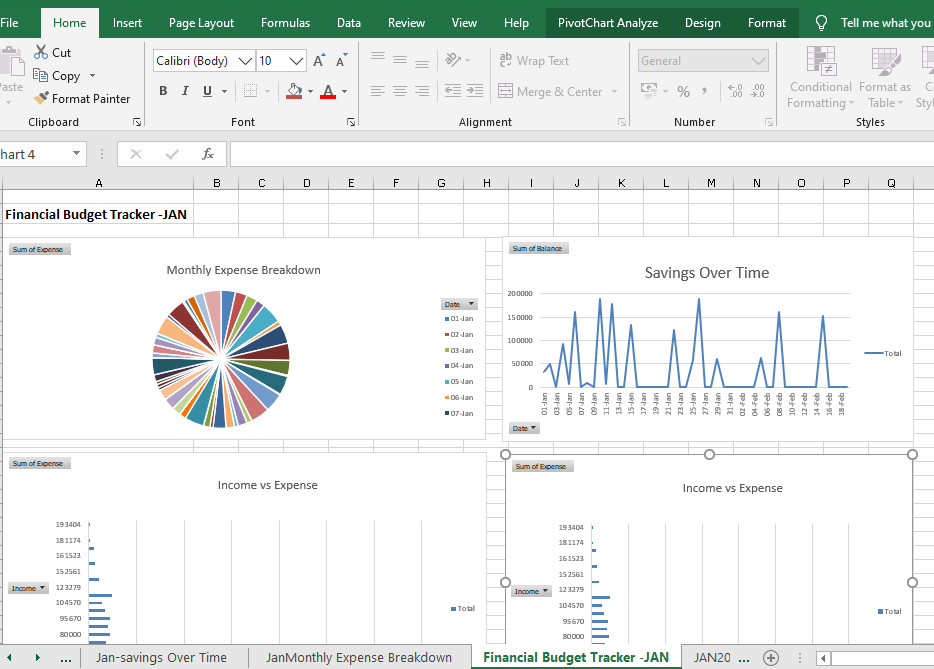 File Home Insert Page Layout Formulas Data Review View Help PivotChart Analyze Design Format Tell me what you
Cut
Copy
Format Painter
Clipboard
Calibri (Body) 10 A A
B I U A
Font
ab Wrap Text
Merge & Center
Alignment
General
% , .00 .00
Number
Conditional Formatting
Format as Table
Styles
hart 4 fx
A B C D E F G H I J K L M N O P Q
Financial Budget Tracker -JAN
Sum of Expense
Monthly Expense Breakdown
Date
01-Jan
02-Jan
03-Jan
04-Jan
05-Jan
06-Jan
07-Jan
Sum of Balance
Savings Over Time
200000
150000
100000
50000
0
01-Jan 03-Jan 05-Jan 07-Jan 09-Jan 11-Jan 13-Jan 15-Jan 17-Jan 19-Jan 21-Jan 23-Jan 25-Jan 27-Jan 29-Jan 31-Jan 02-Feb 04-Feb 06-Feb 08-Feb 10-Feb 12-Feb 14-Feb 16-Feb 18-Feb
Total
Date
Sum of Expense
Income vs Expense
193404
181174
161523
152561
123279
104570
95670
80000
Income
Total
Sum of Expense
Income vs Expense
193404
181174
161523
152561
123279
104570
95670
80000
Income
Total
... Jan-savings Over Time JanMonthly Expense Breakdown Financial Budget Tracker -JAN JAN20 ...